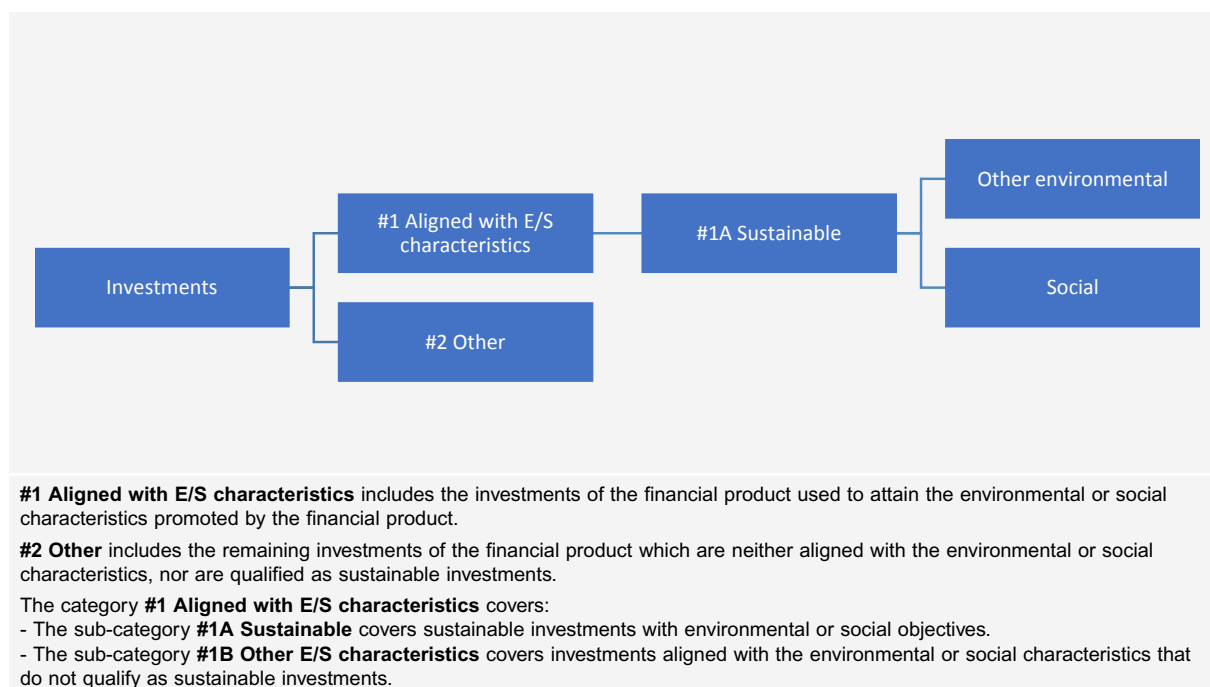 Other environmental
#1 Aligned with E/S
characteristics
#1A Sustainable
Investments
Social
#2 Other
#1 Aligned with E/S characteristics includes the investments of the financial product used to attain the environmental or social
characteristics promoted by the financial product.
#2 Other includes the remaining investments of the financial product which are neither aligned with the environmental or social
characteristics, nor are qualified as sustainable investments.
The category #1 Aligned with E/S characteristics covers:
- The sub-category #1A Sustainable covers sustainable investments with environmental or social objectives.
- The sub-category #1B Other E/S characteristics covers investments aligned with the environmental or social characteristics that
do not qualify as sustainable investments.